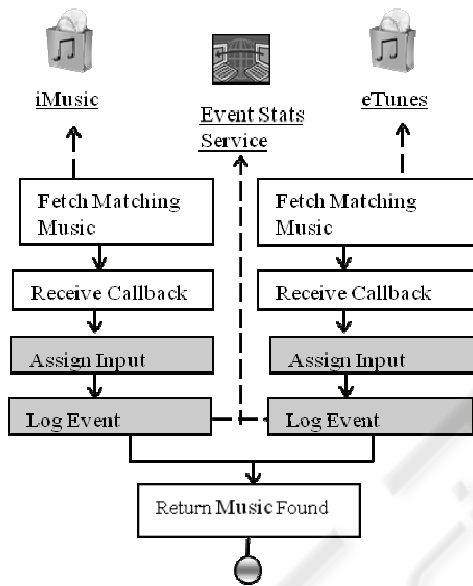 iMusic
Event Stats
Service
eTunes
Fetch Matching
Music
Fetch Matching
Music
Receive Callback
Receive Callback
Assign Input
Assign Input
Log Event
Log Event
Return Music Found